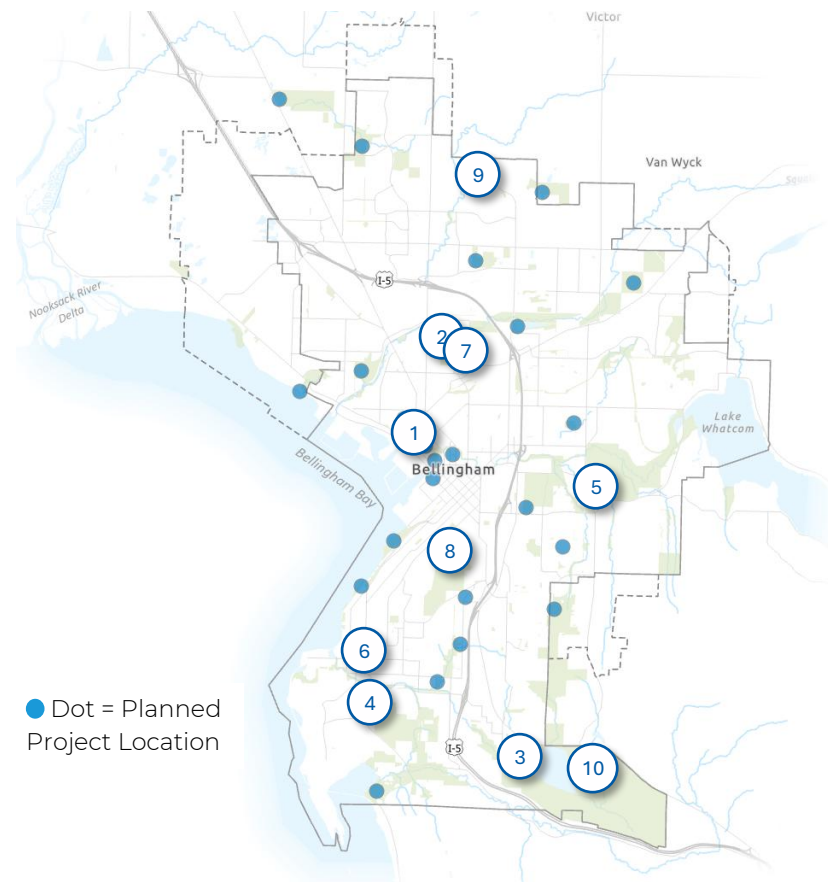 Victor
Van Wyck
9
I-5
Nooksack River
Delta
2
7
Lake
Whatcom
1
Bellingham
Bellingham Bay
5
8
6
Dot = Planned
Project Location
4
I-5
3
10